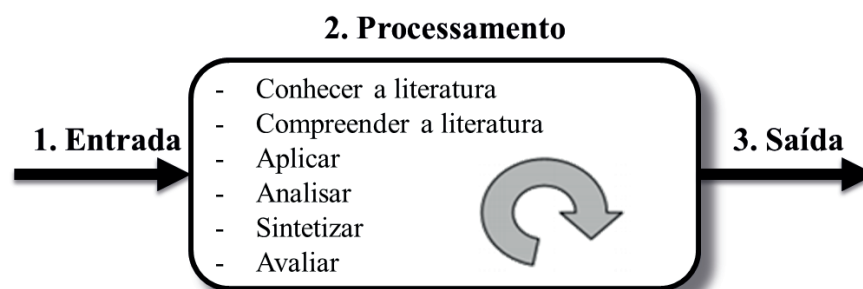 2. Processamento
1. Entrada
- Conhecer a literatura
- Compreender a literatura
- Aplicar
- Analisar
- Sintetizar
- Avaliar
3. Saída